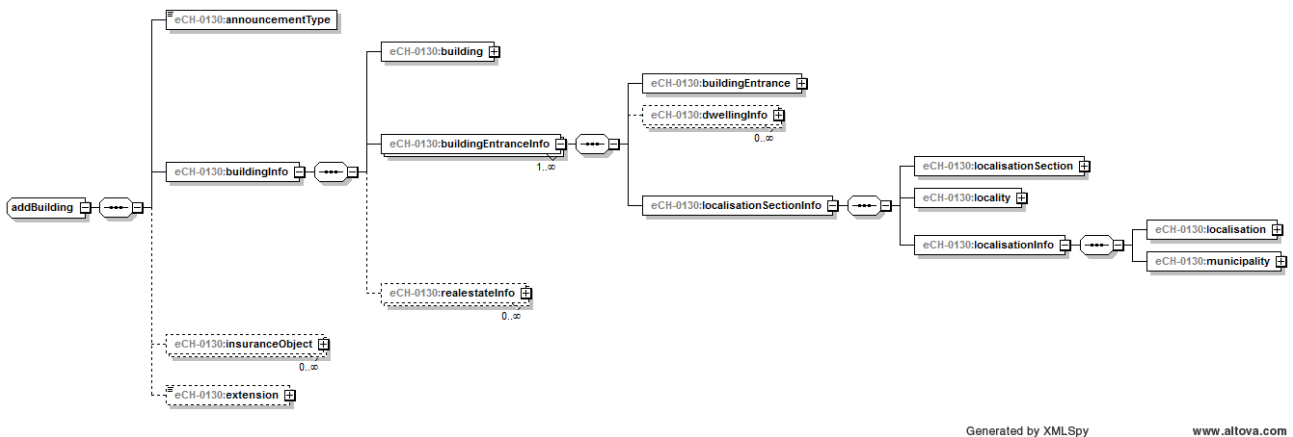 eCH-0130:announcementType
eCH-0130:building
eCH-0130:buildingEntrance
eCH-0130:dwellingInfo
0..∞
eCH-0130:buildingEntranceInfo
1..∞
eCH-0130:buildingInfo
eCH-0130:localisationSection
eCH-0130:locality
addBuilding
eCH-0130:localisationSectionInfo
eCH-0130:localisation
eCH-0130:localisationInfo
eCH-0130:municipality
eCH-0130:realestateInfo
0..∞
eCH-0130:insuranceObject
0..∞
eCH-0130:extension
Generated by XMLSpy www.altova.com